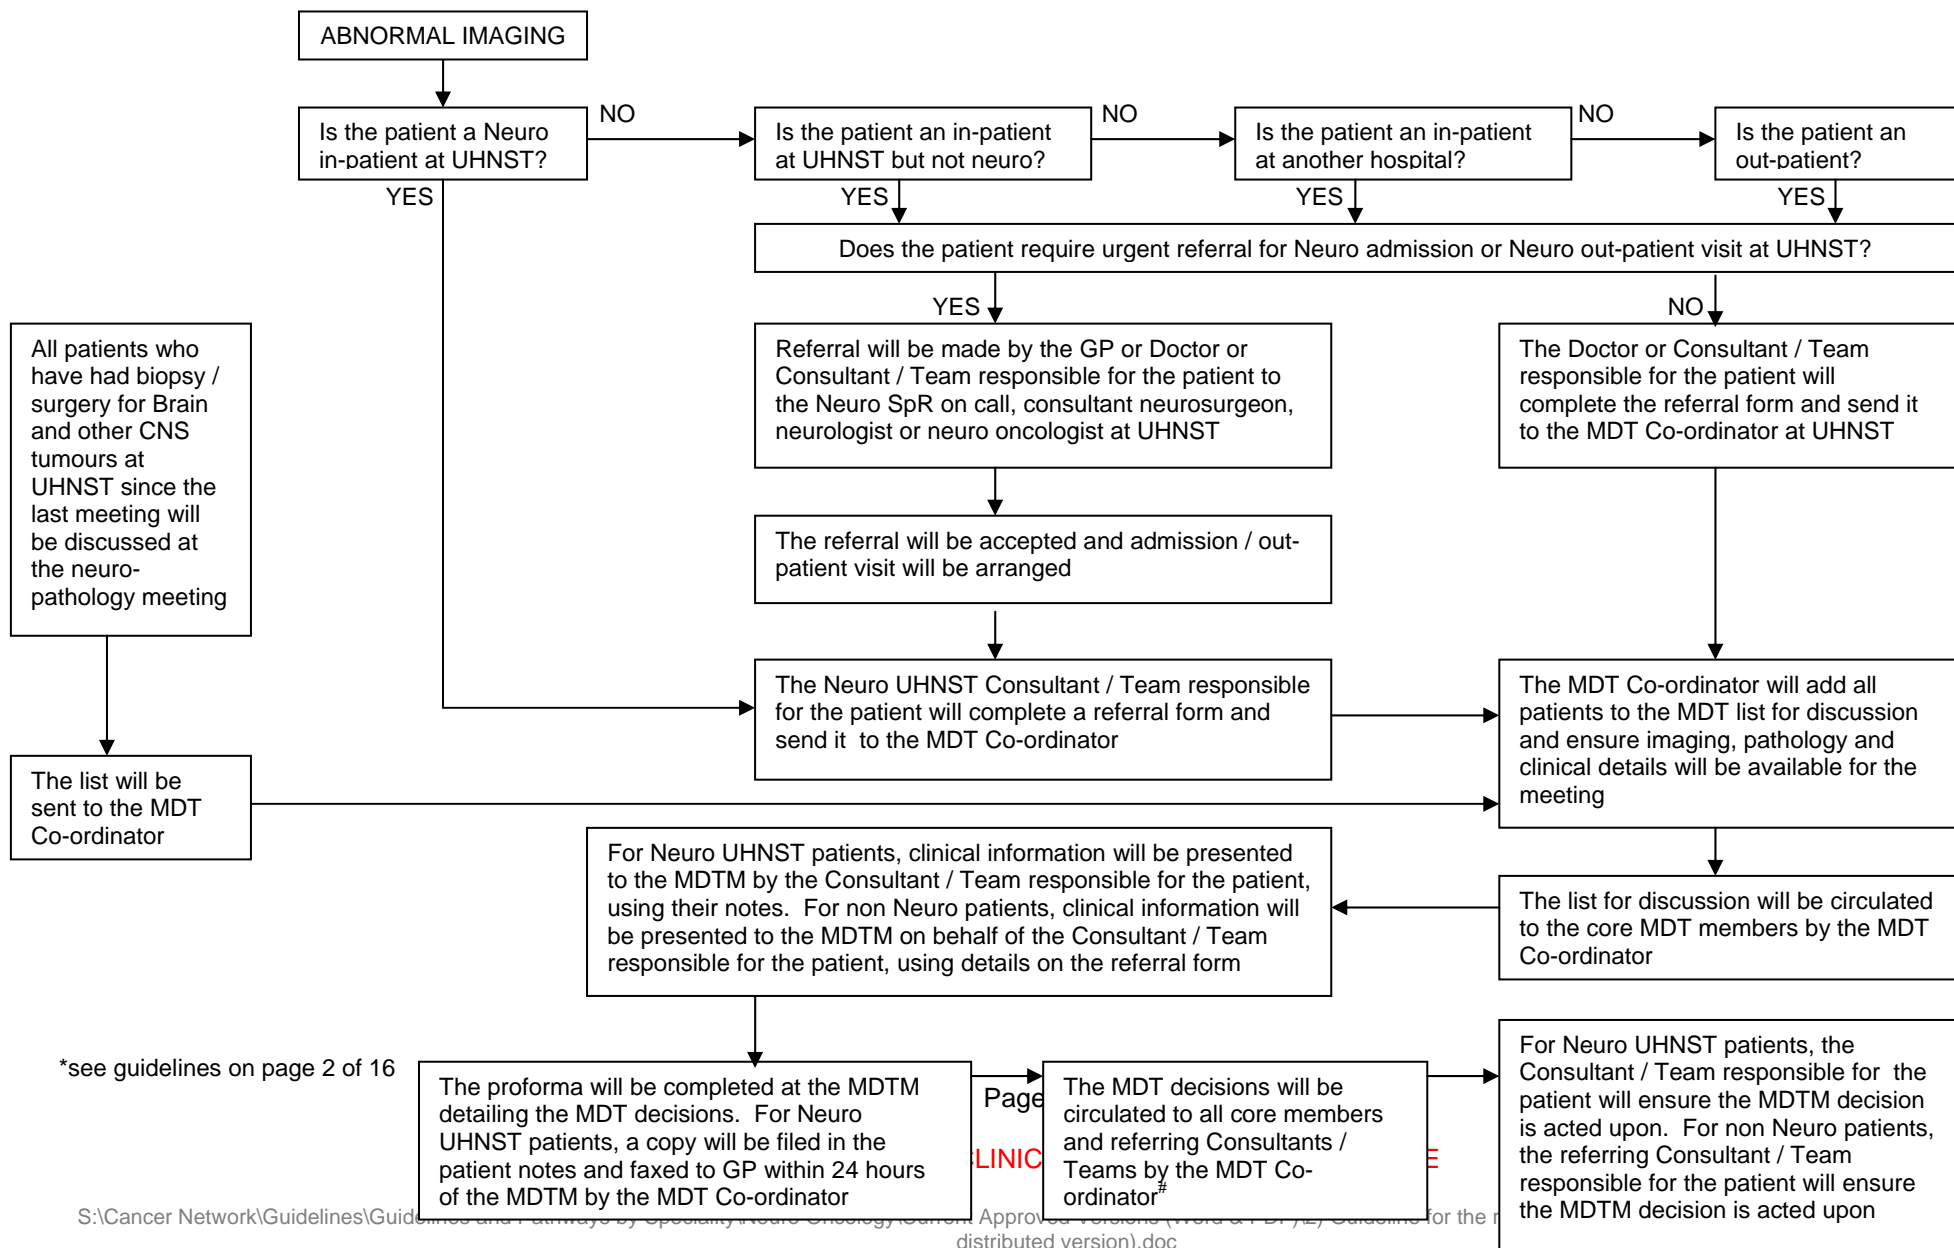 ABNORMAL IMAGING
NO
NO
NO
Is the patient a Neuro
in-patient at UHNST?
Is the patient an in-patient
at UHNST but not neuro?
Is the patient an in-patient
at another hospital?
Is the patient an
out-patient?
YES
YES
YES
YES
Does the patient require urgent referral for Neuro admission or Neuro out-patient visit at UHNST?
YES
NO
All patients who
have had biopsy /
surgery for Brain
and other CNS
tumours at
UHNST since the
last meeting will
be discussed at
the neuro-
pathology meeting
Referral will be made by the GP or Doctor or
Consultant / Team responsible for the patient to
the Neuro SpR on call, consultant neurosurgeon,
neurologist or neuro oncologist at UHNST
The Doctor or Consultant / Team
responsible for the patient will
complete the referral form and send it
to the MDT Co-ordinator at UHNST
The referral will be accepted and admission / out-
patient visit will be arranged
The Neuro UHNST Consultant / Team responsible
for the patient will complete a referral form and
send it to the MDT Co-ordinator
The MDT Co-ordinator will add all
patients to the MDT list for discussion
and ensure imaging, pathology and
clinical details will be available for the
meeting
The list will be
sent to the MDT
Co-ordinator
For Neuro UHNST patients, clinical information will be presented
to the MDTM by the Consultant / Team responsible for the patient,
using their notes. For non Neuro patients, clinical information will
be presented to the MDTM on behalf of the Consultant / Team
responsible for the patient, using details on the referral form
The list for discussion will be circulated
to the core MDT members by the MDT
Co-ordinator
*see guidelines on page 2 of 16
The proforma will be completed at the MDTM
detailing the MDT decisions. For Neuro
UHNST patients, a copy will be filed in the
patient notes and faxed to GP within 24 hours
of the MDTM by the MDT Co-ordinator
Page
The MDT decisions will be
circulated to all core members
and referring Consultants /
Teams by the MDT Co-
ordinator#
For Neuro UHNST patients, the
Consultant / Team responsible for the
patient will ensure the MDTM decision
is acted upon. For non Neuro patients,
the referring Consultant / Team
responsible for the patient will ensure
the MDTM decision is acted upon
S:\Cancer Network\Guidelines\Guidelines and Pathways by Speciality\Neuro Oncology\Current Approved Versions (Word & PDF)\2) Guideline for the
distributed version).doc